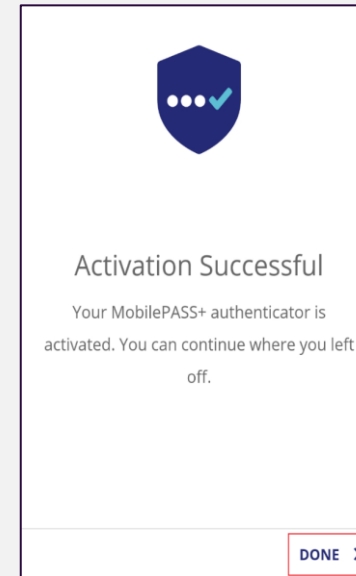 Activation Successful
Your MobilePASS+ authenticator is
activated. You can continue where you left
off.
DONE